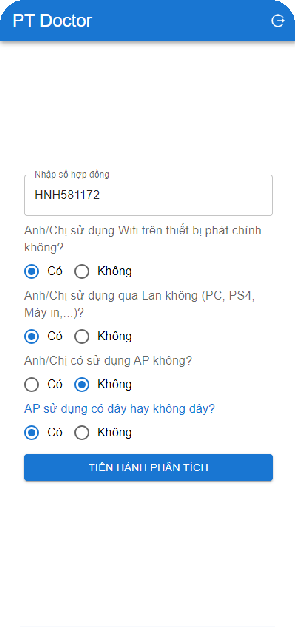 PT Doctor
Nhập số hợp đồng
HNH581172
Anh/Chị sử dụng Wifi trên thiết bị phát chính
không?
Có Không
Anh/Chị sử dụng qua Lan không (PC, PS4,
Máy in,...)?
Có Không
Anh/Chị có sử dụng AP không?
Có Không
AP sử dụng có dây hay không dây?
Có Không
TIẾN HÀNH PHÂN TÍCH